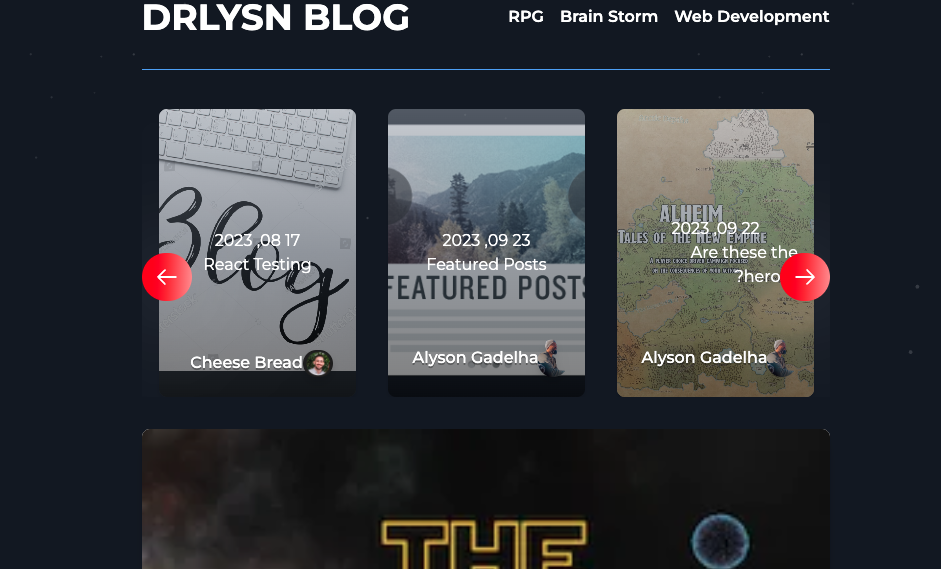 DRLYSN BLOG
RPG Brain Storm Web Development
Blog
2023 ,08 17
React Testing
Cheese Bread
2023 ,09 23
Featured Posts
FEATURED POSTS
Alyson Gadelha
ALHEIM
2023 ,09 22
TALES OF THE NEW EMPIRE
Are these the
?hero
Alyson Gadelha
THE